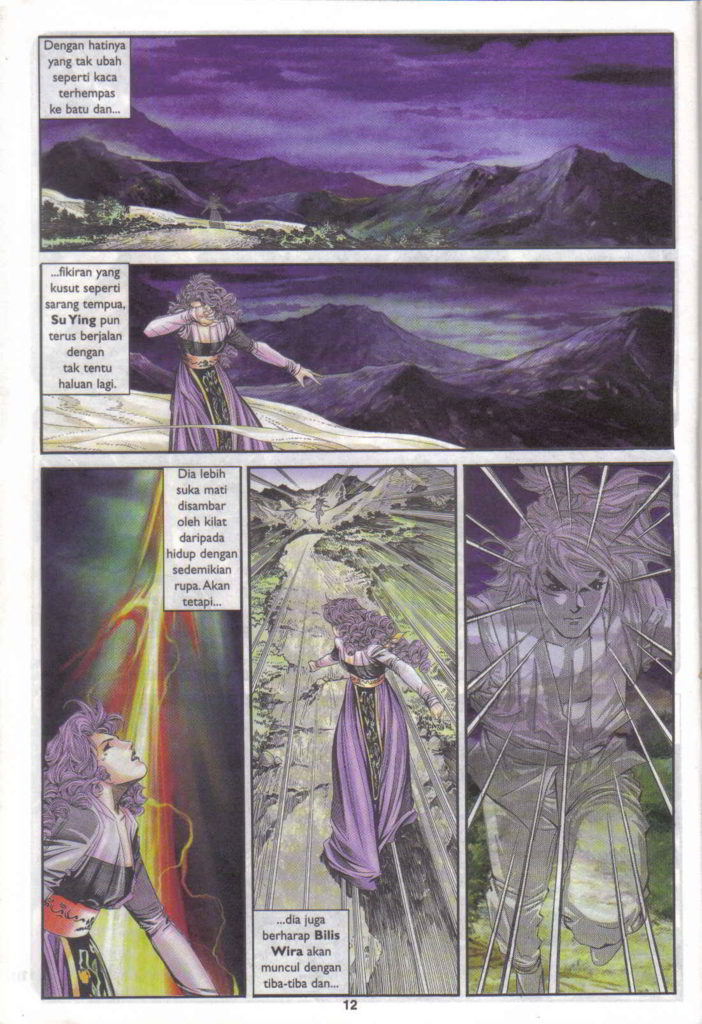 Dengan hatinya
yang tak ubah
seperti kaca
terhempas
ke batu dan...
...fikiran yang
kusut seperti
sarang tempua,
Su Ying pun
terus berjalan
dengan
tak tentu
haluan lagi.
Dia lebih
suka mati
disambar
oleh kilat
daripada
hidup dengan
sedemikian
rupa. Akan
tetapi...
...dia juga
berharap Bilis
Wira akan
muncul dengan
tiba-tiba dan...
12